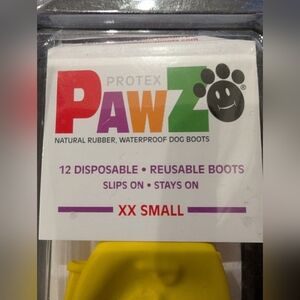 PROTEX
PAWZ®
NATURAL RUBBER, WATERPROOF DOG BOOTS
12 DISPOSABLE • REUSABLE BOOTS
SLIPS ON • STAYS ON
XX SMALL